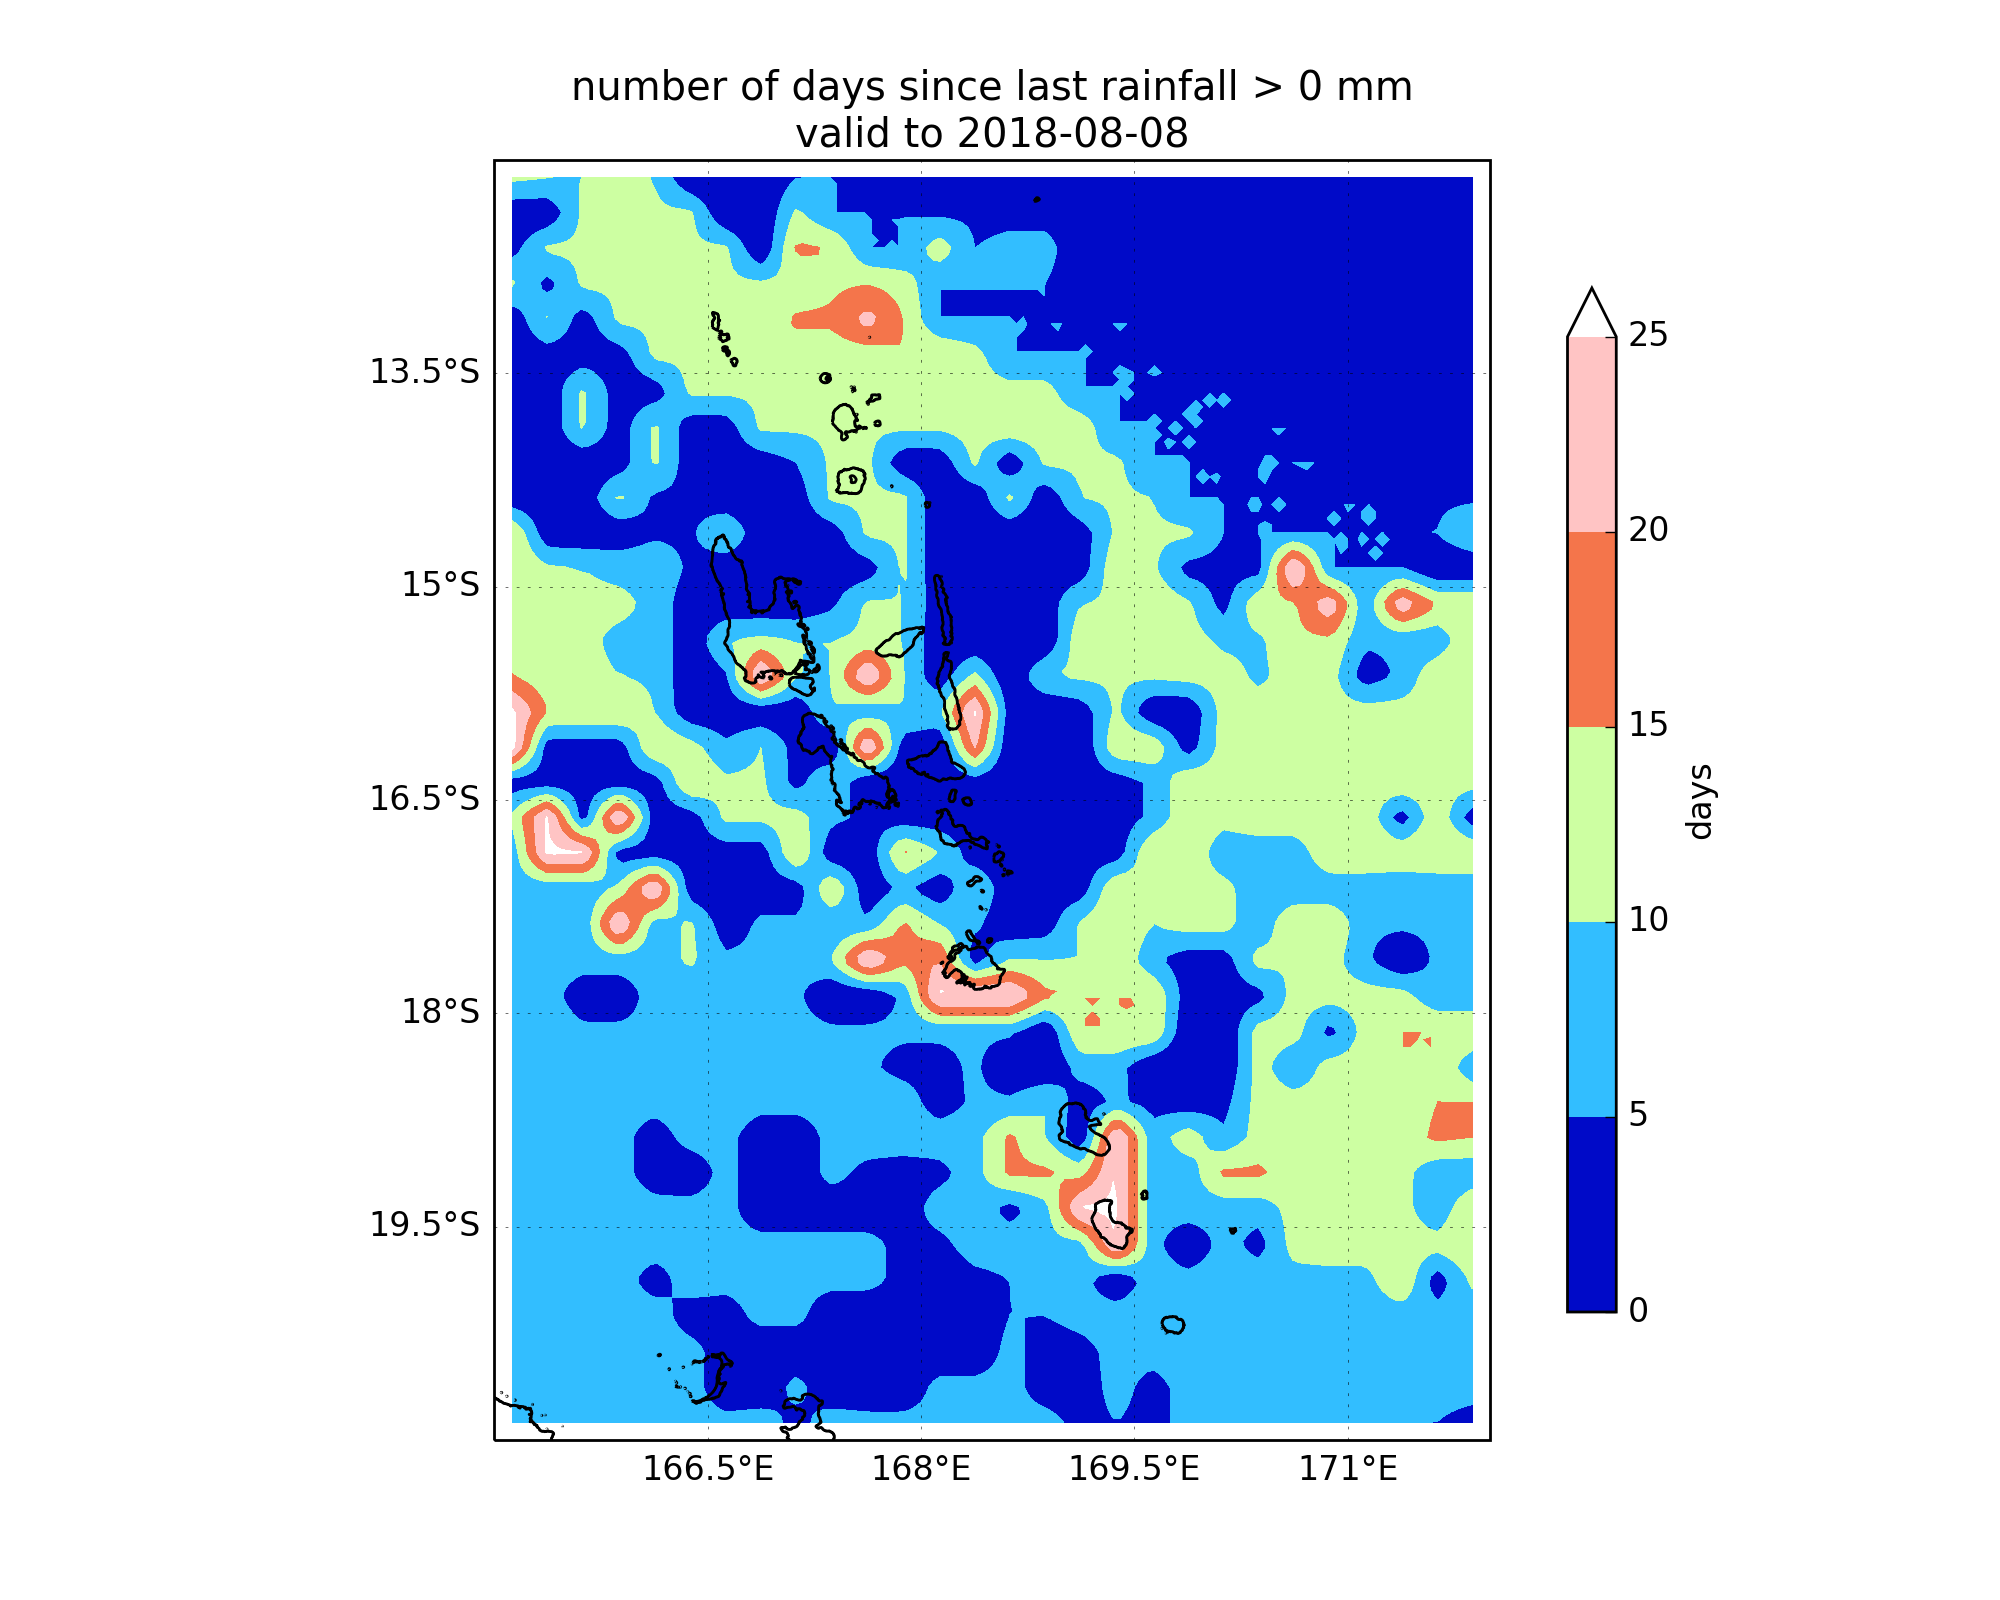 number of days since last rainfall > 0 mm
valid to 2018-08-08
13.5°S
15°S
16.5°S
18°S
19.5°S
166.5°E
168°E
169.5°E
171°E
25
20
15
10
5
0
days